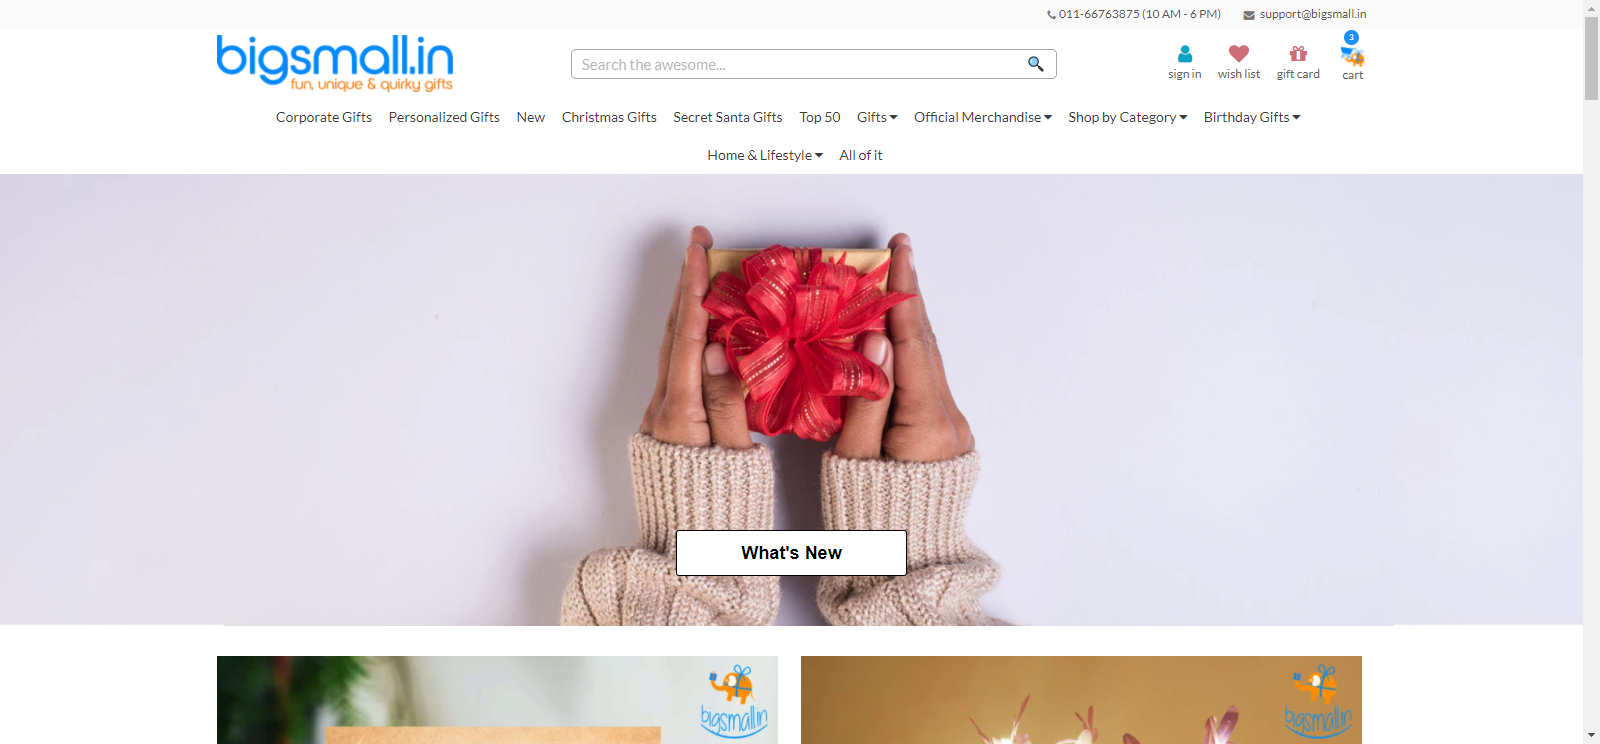 011-66763875 (10 AM - 6 PM) support@bigsmall.in
bigsmall.in
fun, unique & quirky gifts
Search the awesome...
3
sign in wish list gift card cart
Corporate Gifts Personalized Gifts New Christmas Gifts Secret Santa Gifts Top 50 Gifts Official Merchandise Shop by Category Birthday Gifts
Home & Lifestyle All of it
What's New
bigsmall.in bigsmall.in